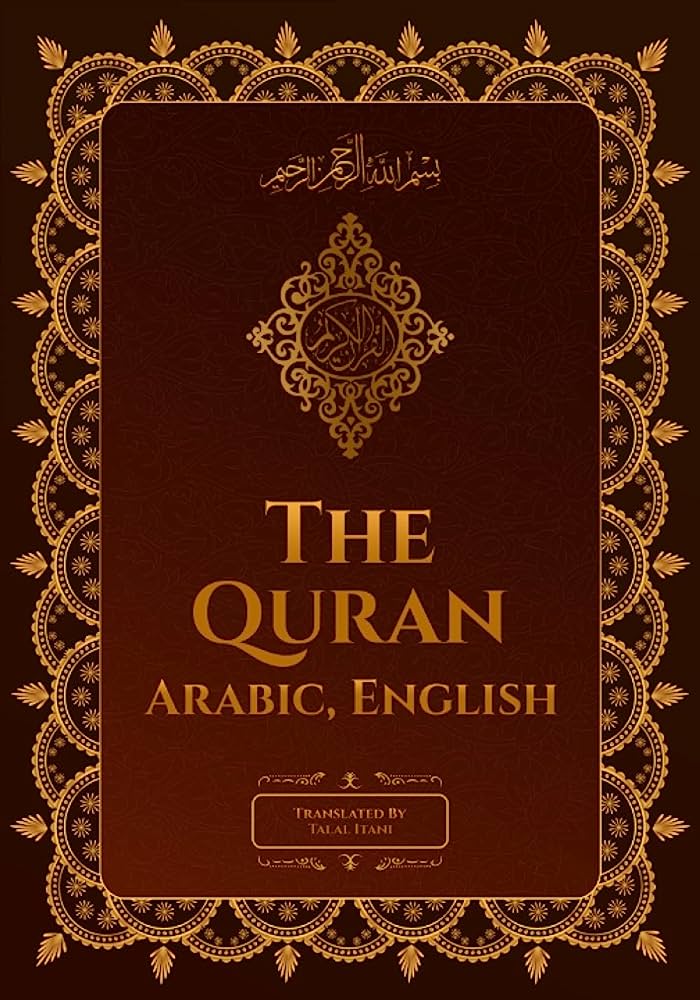 بسم الله الرحمن الرحيم
القرآن الكريم
THE
QURAN
ARABIC, ENGLISH
TRANSLATED BY
TALAL ITANI